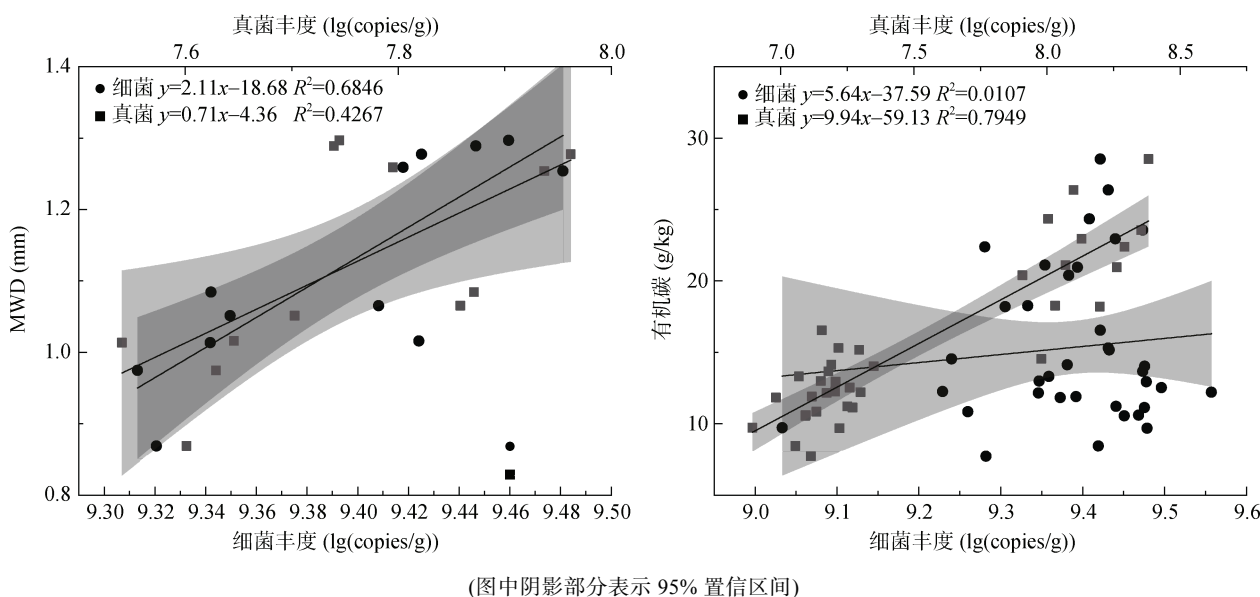 真菌丰度 (lg(copies/g))
7.6 7.8 8.0
1.4
1.2
1.0
0.8
MWD (mm)
细菌 y=2.11x–18.68 R²=0.6846
真菌 y=0.71x–4.36 R²=0.4267
9.30 9.32 9.34 9.36 9.38 9.40 9.42 9.44 9.46 9.48 9.50
细菌丰度 (lg(copies/g))
真菌丰度 (lg(copies/g))
7.0 7.5 8.0 8.5
30
20
10
有机碳 (g/kg)
细菌 y=5.64x–37.59 R²=0.0107
真菌 y=9.94x–59.13 R²=0.7949
9.0 9.1 9.2 9.3 9.4 9.5 9.6
细菌丰度 (lg(copies/g))
(图中阴影部分表示 95% 置信区间)